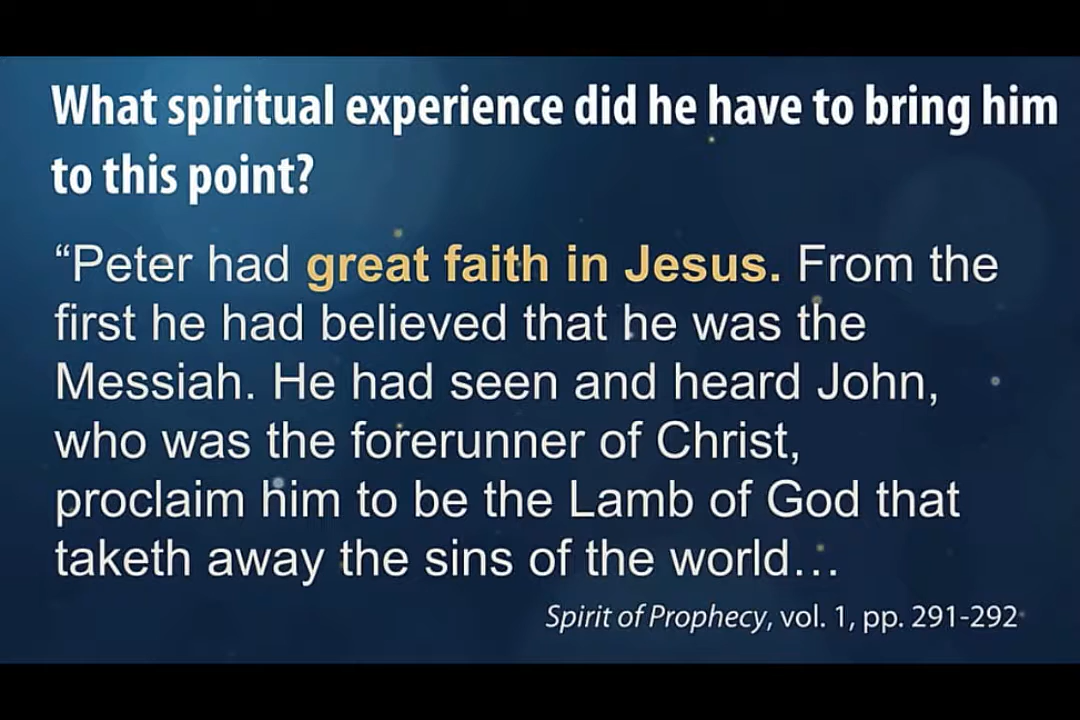 What spiritual experience did he have to bring him
to this point?
“Peter had great faith in Jesus. From the
first he had believed that he was the
Messiah. He had seen and heard John,
who was the forerunner of Christ,
proclaim him to be the Lamb of God that
taketh away the sins of the world…
Spirit of Prophecy, vol. 1, pp. 291-292